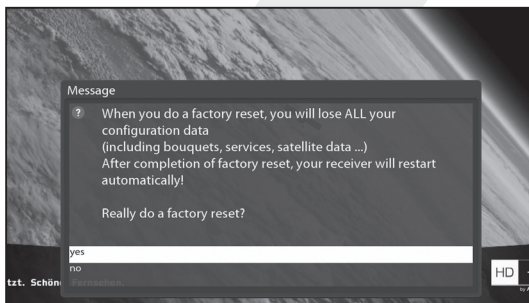 Message
? When you do a factory reset, you will lose ALL your
configuration data
(including bouquets, services, satellite data ...)
After completion of factory reset, your receiver will restart
automatically!
Really do a factory reset?
yes
no
tzt. Schön Fernsehen.
HD